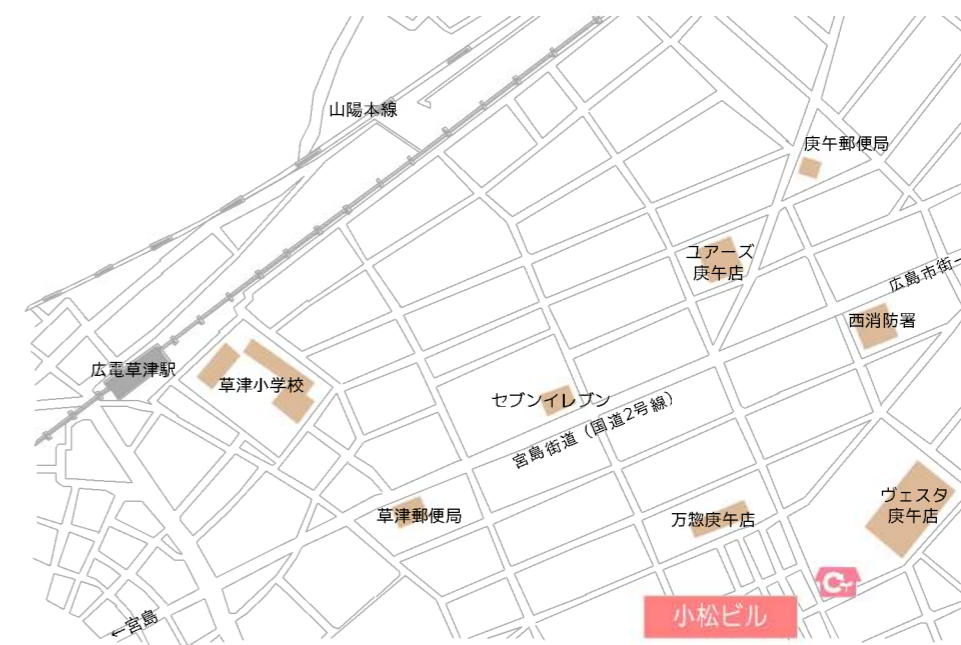 山陽本線
庚午郵便局
ユアーズ
庚午店
広島市街→
西消防署
広電草津駅
草津小学校
セブンイレブン
宮島街道（国道2号線）
ヴェスタ
庚午店
草津郵便局
万惣庚午店
小松ビル
←宮島